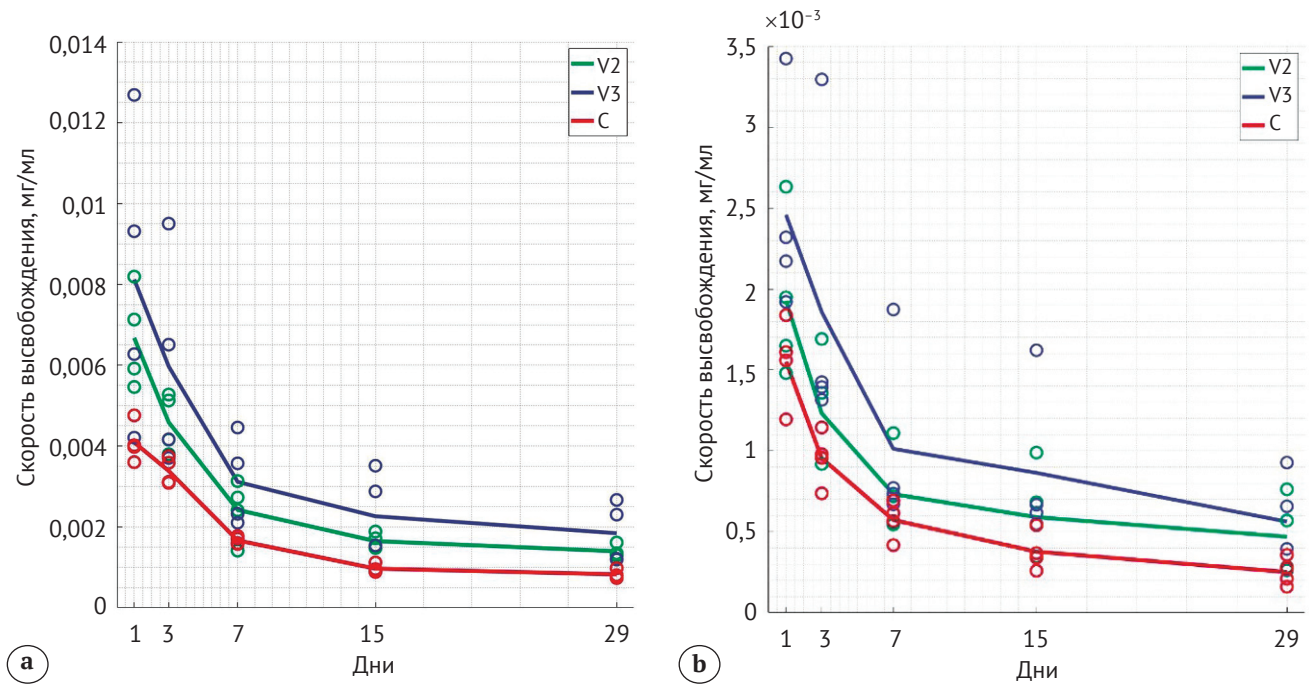 0,014
0,012
0,01
0,008
0,006
0,004
0,002
0
Скорость высвобождения, мг/мл
V2
V3
C
1 3 7 15 29
Дни
a
×10⁻³
3,5
3
2,5
2
1,5
1
0,5
0
Скорость высвобождения, мг/мл
V2
V3
C
1 3 7 15 29
Дни
b